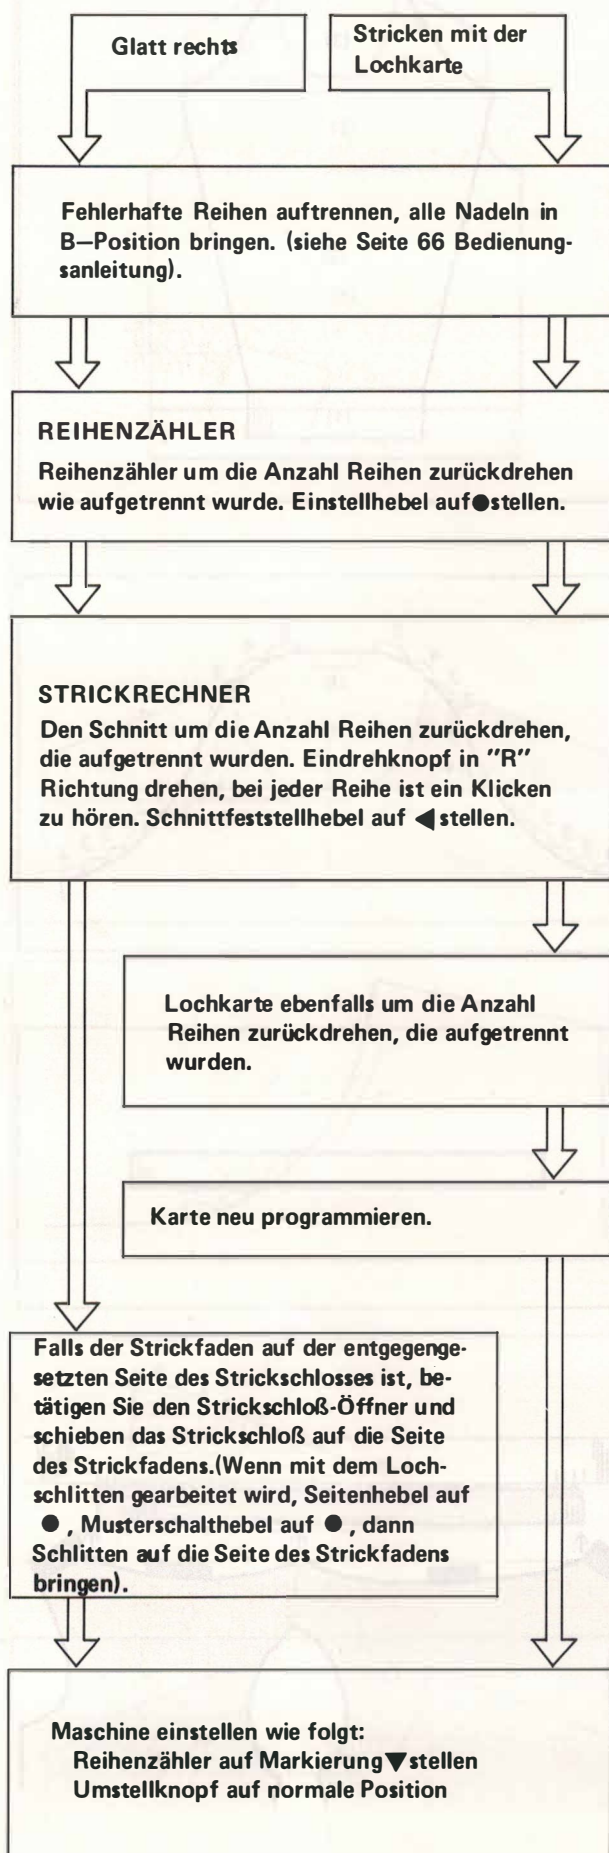 Glatt rechts
Stricken mit der
Lochkarte
Fehlerhafte Reihen auftrennen, alle Nadeln in
B—Position bringen. (siehe Seite 66 Bedienung-
sanleitung).
REIHENZÄHLER
Reihenzähler um die Anzahl Reihen zurückdrehen
wie aufgetrennt wurde. Einstellhebel auf ● stellen.
STRICKRECHNER
Den Schnitt um die Anzahl Reihen zurückdrehen,
die aufgetrennt wurden. Eindrehknopf in "R"
Richtung drehen, bei jeder Reihe ist ein Klicken
zu hören. Schnittfeststellhebel auf ◀ stellen.
Lochkarte ebenfalls um die Anzahl
Reihen zurückdrehen, die aufgetrennt
wurden.
Karte neu programmieren.
Falls der Strickfaden auf der entgegenge-
setzten Seite des Strickschlosses ist, be-
tätigen Sie den Strickschloß-Öffner und
schieben das Strickschloß auf die Seite
des Strickfadens.(Wenn mit dem Loch-
schlitten gearbeitet wird, Seitenhebel auf
● , Musterschalthebel auf ● , dann
Schlitten auf die Seite des Strickfadens
bringen).
Maschine einstellen wie folgt:
Reihenzähler auf Markierung ▼ stellen
Umstellknopf auf normale Position